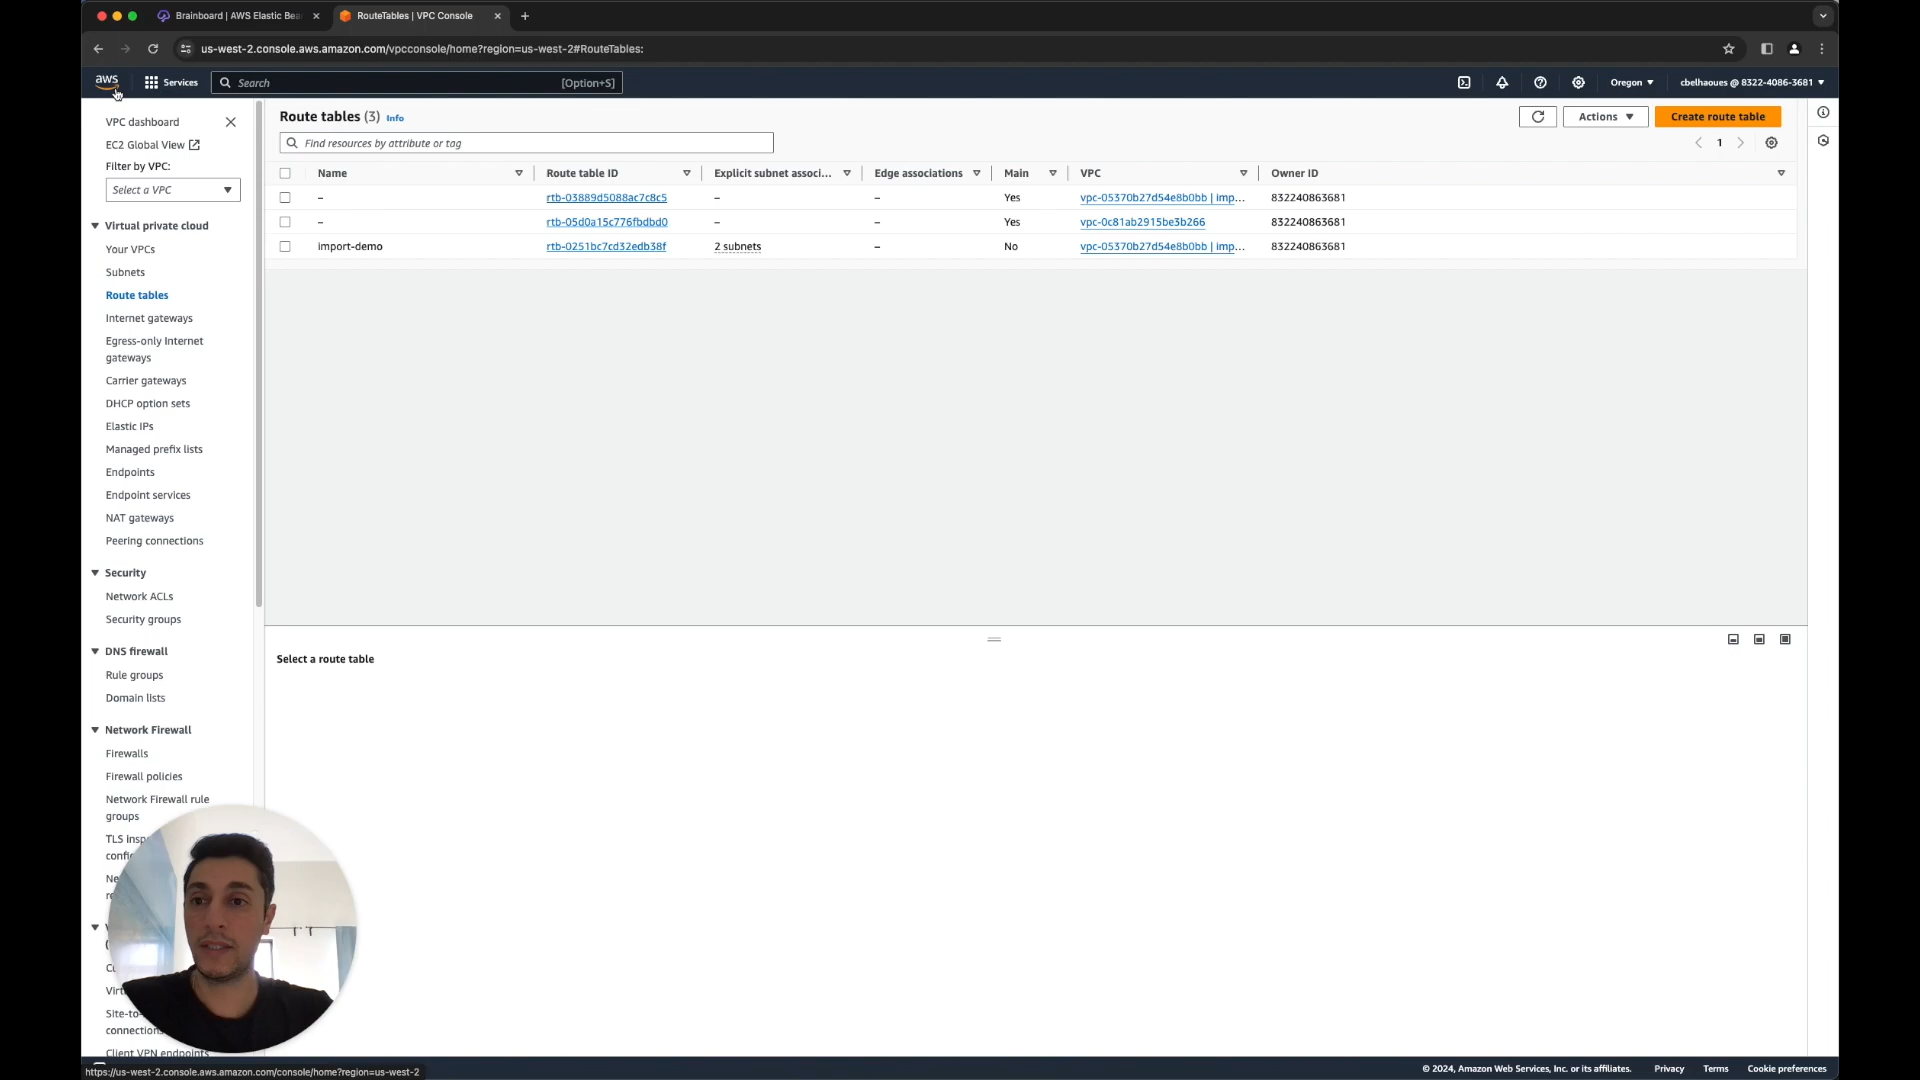 Brainboard | AWS Elastic Bea
RouteTables | VPC Console
us-west-2.console.aws.amazon.com/vpcconsole/home?region=us-west-2#RouteTables:
aws Services Search [Option+S] Oregon cbelhaoues @ 8322-4086-3681
VPC dashboard
EC2 Global View
Filter by VPC:
Select a VPC
Virtual private cloud
Your VPCs
Subnets
Route tables
Internet gateways
Egress-only Internet
gateways
Carrier gateways
DHCP option sets
Elastic IPs
Managed prefix lists
Endpoints
Endpoint services
NAT gateways
Peering connections
Security
Network ACLs
Security groups
DNS firewall
Rule groups
Domain lists
Network Firewall
Firewalls
Firewall policies
Network Firewall rule
groups
TLS insp
confi
Ne
V
(
Virt
Site-to-
connections
Client VPN endpoints
Route tables (3) Info
Actions
Create route table
Find resources by attribute or tag
1
Name Route table ID Explicit subnet associ... Edge associations Main VPC Owner ID
– rtb-03889d5088ac7c8c5 – – Yes vpc-05370b27d54e8b0bb | imp... 832240863681
– rtb-05d0a15c776fbdbd0 – – Yes vpc-0c81ab2915be3b266 832240863681
import-demo rtb-0251bc7cd32edb38f 2 subnets – No vpc-05370b27d54e8b0bb | imp... 832240863681
Select a route table
https://us-west-2.console.aws.amazon.com/console/home?region=us-west-2
© 2024, Amazon Web Services, Inc. or its affiliates. Privacy Terms Cookie preferences